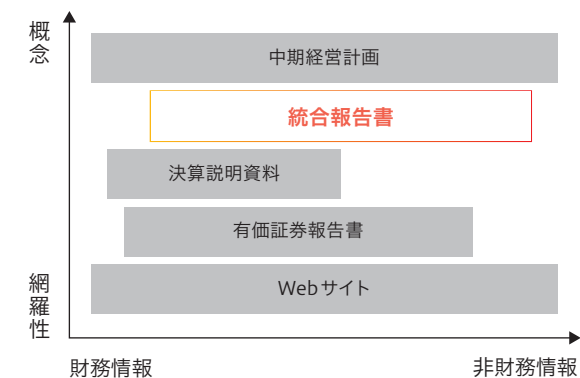 概念
中期経営計画
統合報告書
決算説明資料
有価証券報告書
Webサイト
網羅性
財務情報
非財務情報